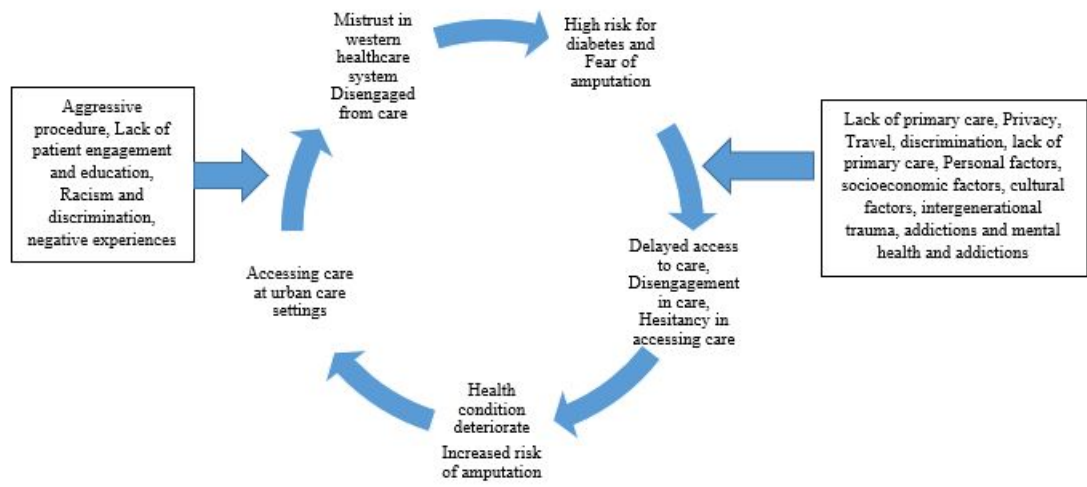 Mistrust in
western
healthcare
system
Disengaged
from care
High risk for
diabetes and
Fear of
amputation
Aggressive
procedure, Lack of
patient engagement
and education,
Racism and
discrimination,
negative experiences
Lack of primary care, Privacy,
Travel, discrimination, lack of
primary care, Personal factors,
socioeconomic factors, cultural
factors, intergenerational
trauma, addictions and mental
health and addictions
Delayed access
to care,
Disengagement
in care,
Hesitancy in
accessing care
Accessing care
at urban care
settings
Health
condition
deteriorate
Increased risk
of amputation